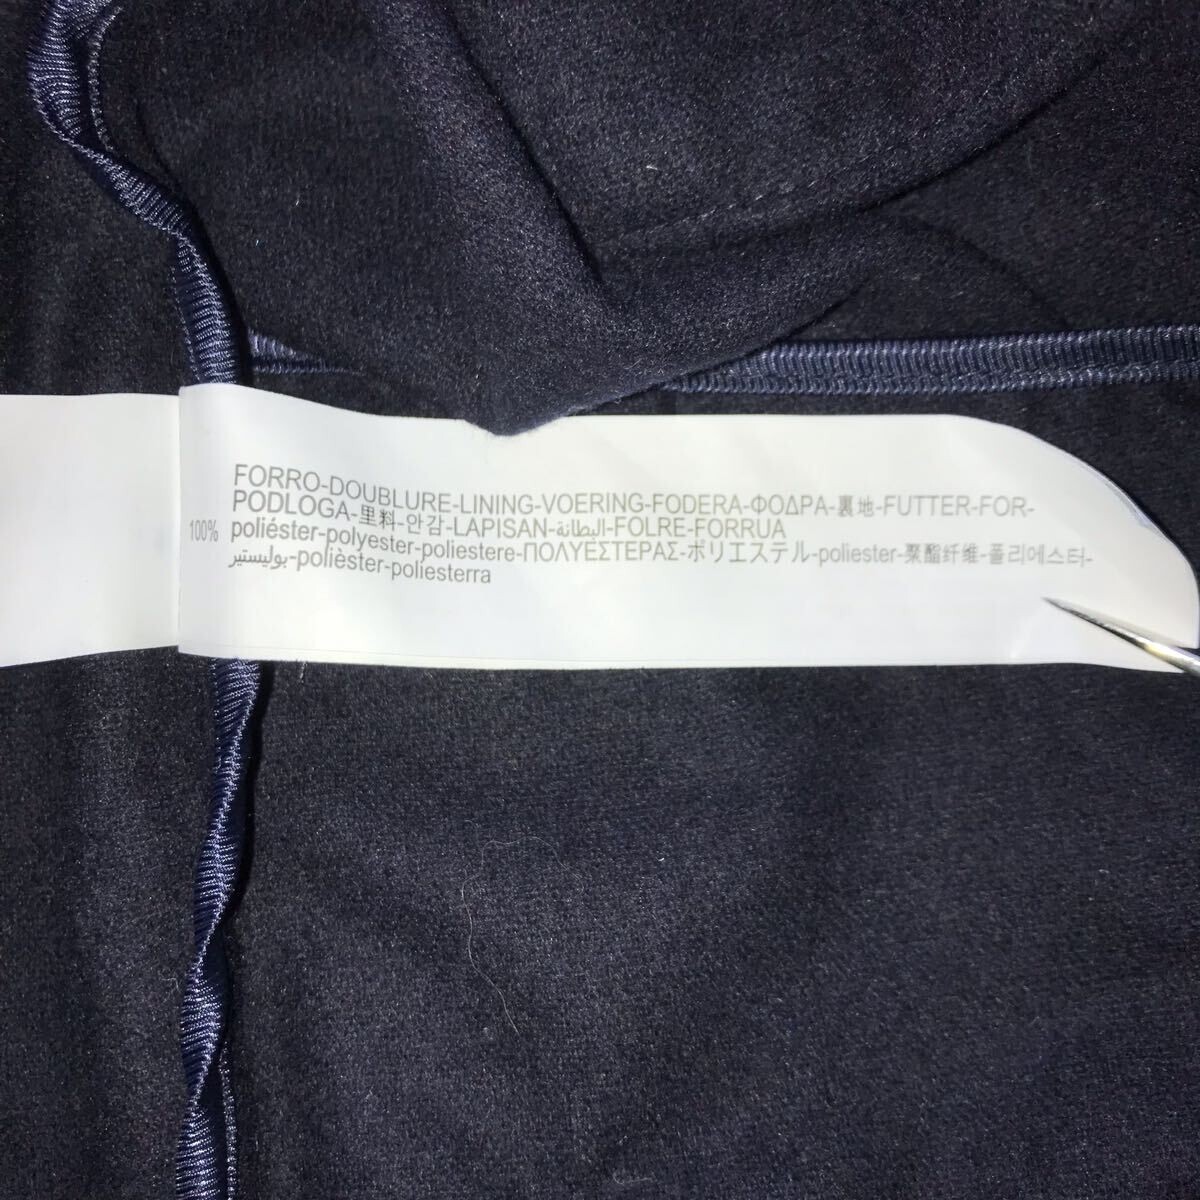 FORRO-DOUBLURE-LINING-VOERING-FODERA-ΦΟΔΡΑ-裏地-FUTTER-FOR-
PODLOGA-里料-안감-LAPISAN-البطانة-FOLRE-FORRUA
100% poliéster-polyester-poliestere-ΠΟΛΥΕΣΤΕΡΑΣ-ポリエステル-poliester-聚酯纤维-폴리에스터-
بوليستير-polièster-poliesterra